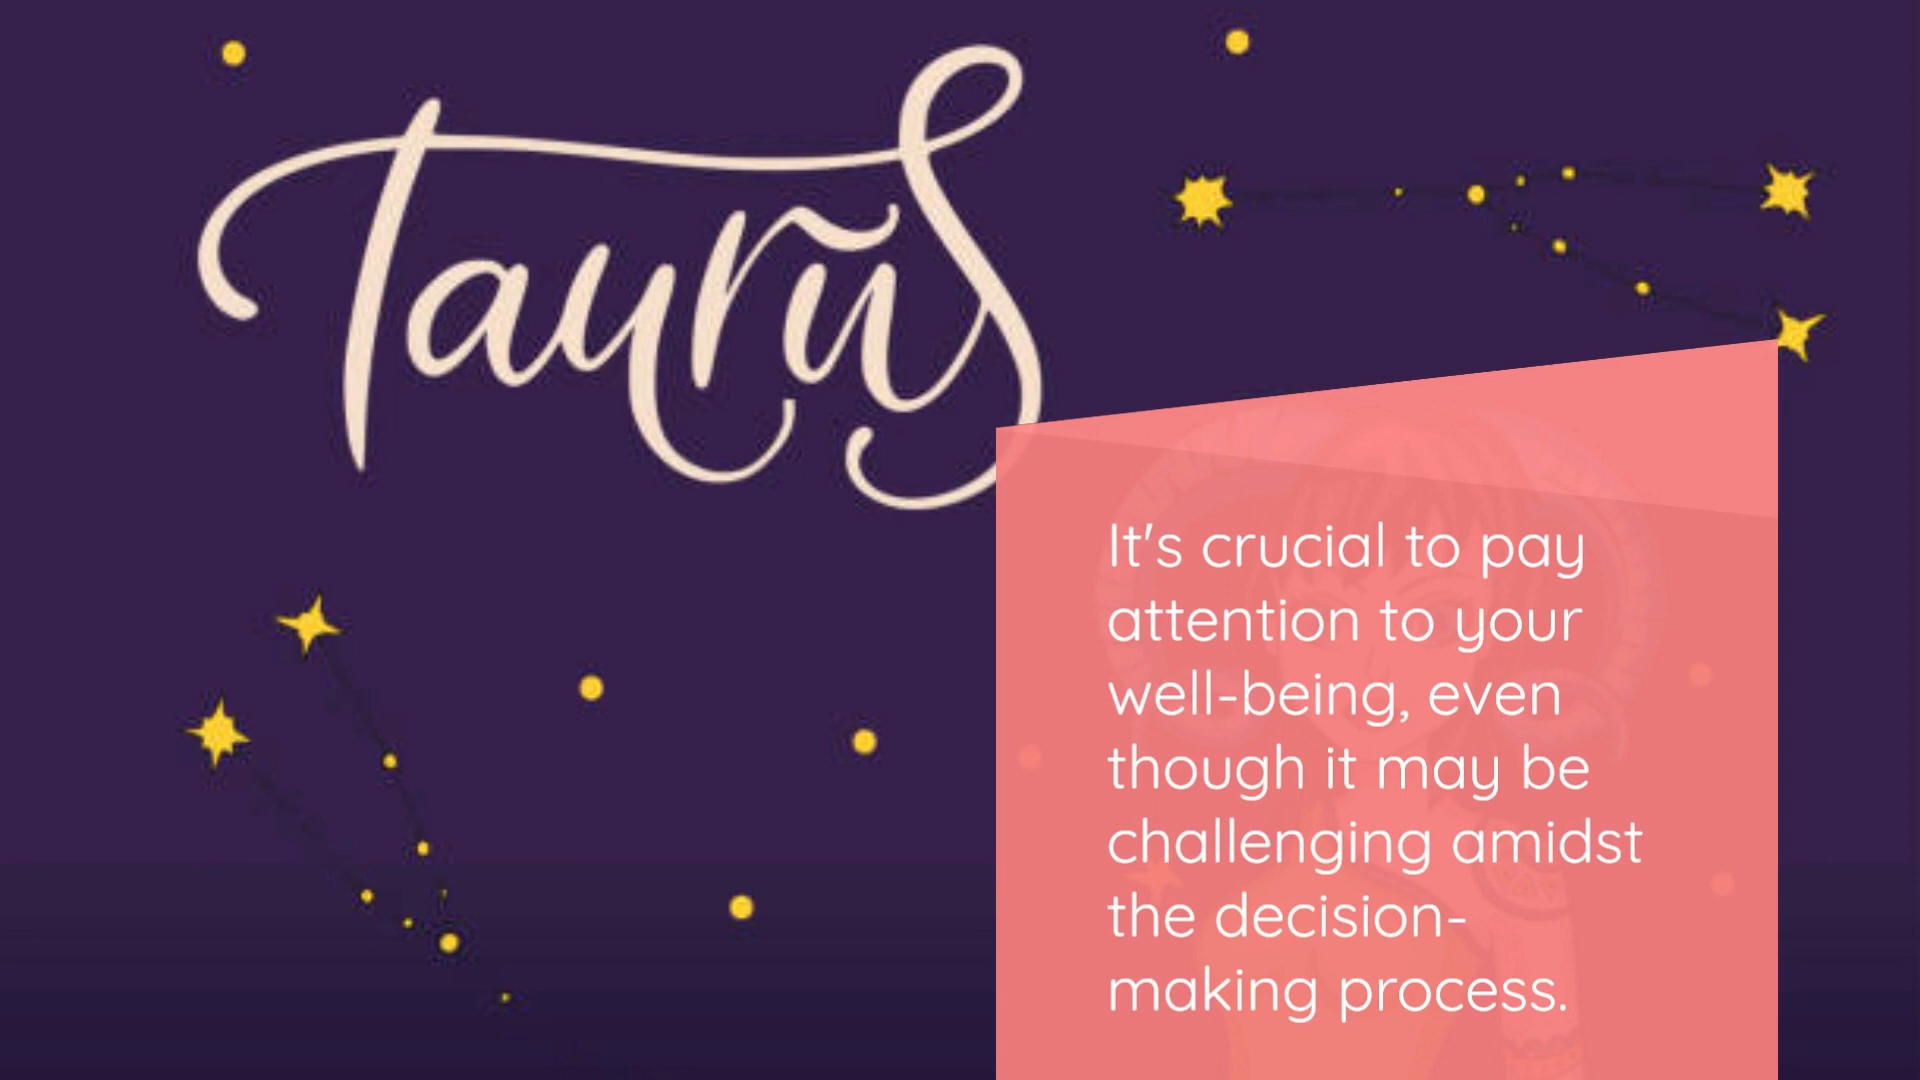 Taurus
It's crucial to pay
attention to your
well-being, even
though it may be
challenging amidst
the decision-
making process.